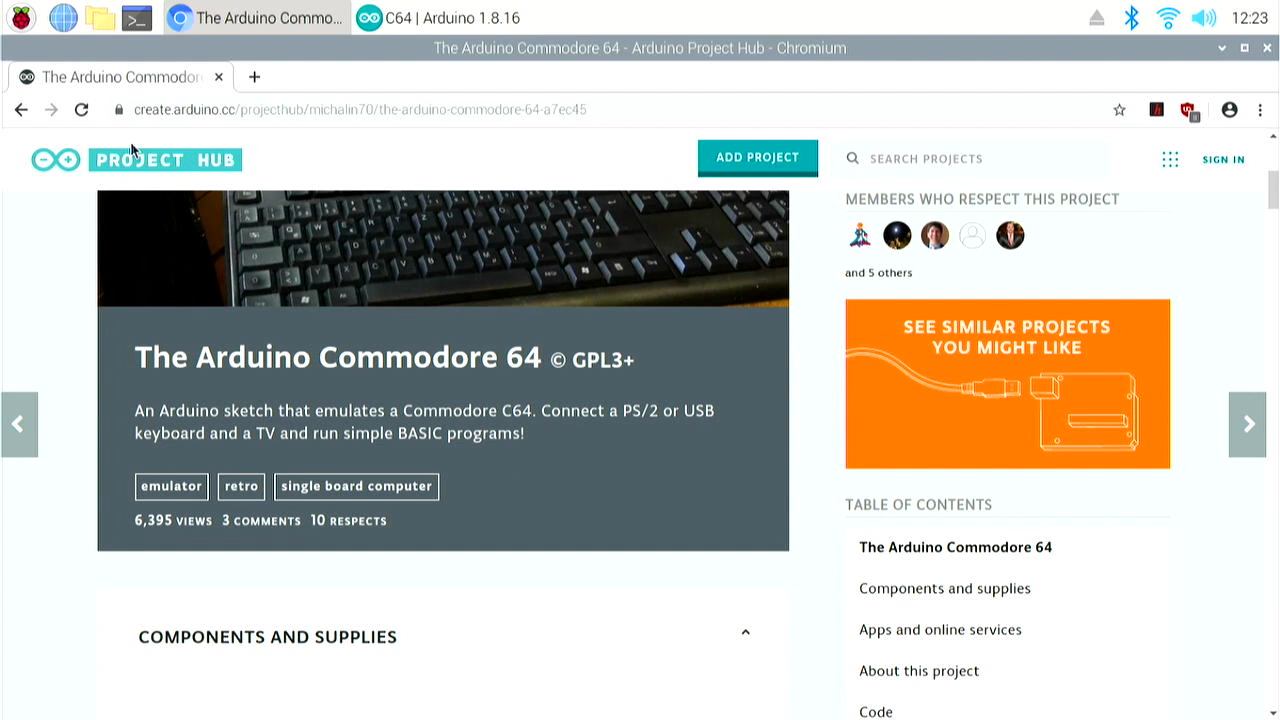 The Arduino Commo...
C64 | Arduino 1.8.16
12:23
The Arduino Commodore 64 - Arduino Project Hub - Chromium
The Arduino Commodor
create.arduino.cc/projecthub/michalin70/the-arduino-commodore-64-a7ec45
PROJECT HUB
ADD PROJECT
SEARCH PROJECTS
SIGN IN
The Arduino Commodore 64 © GPL3+
An Arduino sketch that emulates a Commodore C64. Connect a PS/2 or USB
keyboard and a TV and run simple BASIC programs!
emulator
retro
single board computer
6,395 VIEWS 3 COMMENTS 10 RESPECTS
COMPONENTS AND SUPPLIES
MEMBERS WHO RESPECT THIS PROJECT
and 5 others
SEE SIMILAR PROJECTS
YOU MIGHT LIKE
TABLE OF CONTENTS
The Arduino Commodore 64
Components and supplies
Apps and online services
About this project
Code